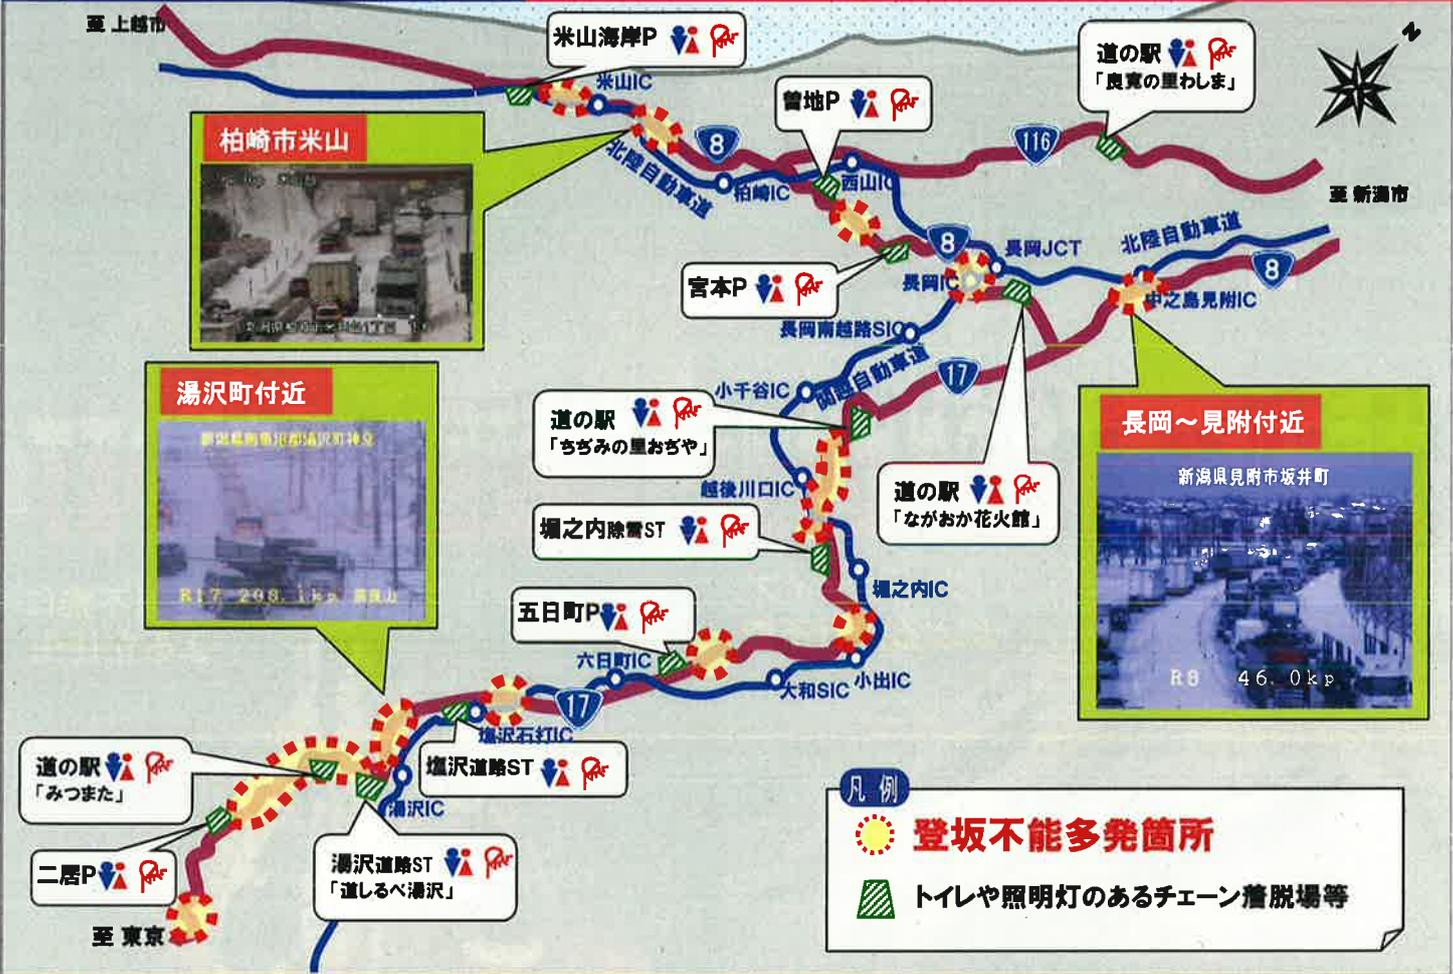 至 上越市
米山海岸P
米山IC
道の駅
「良寛の里わしま」
N
曽地P
柏崎市米山
8
116
北陸自動車道
柏崎IC
西山IC
至 新潟市
8
長岡JCT
北陸自動車道
8
宮本P
長岡IC
中之島見附IC
長岡南越路SIC
関越自動車道
17
小千谷IC
湯沢町付近
道の駅
「ちぢみの里おぢや」
長岡～見附付近
新潟県見附市坂井町
R8 46.0kp
越後川口IC
道の駅
「ながおか花火館」
堀之内除雪ST
R17 208.1kp
堀之内IC
五日町P
六日町IC
大和SIC
小出IC
17
塩沢石打IC
塩沢道路ST
道の駅
「みつまた」
湯沢IC
二居P
湯沢道路ST
「道しるべ湯沢」
至 東京
凡例
登坂不能多発箇所
トイレや照明灯のあるチェーン着脱場等